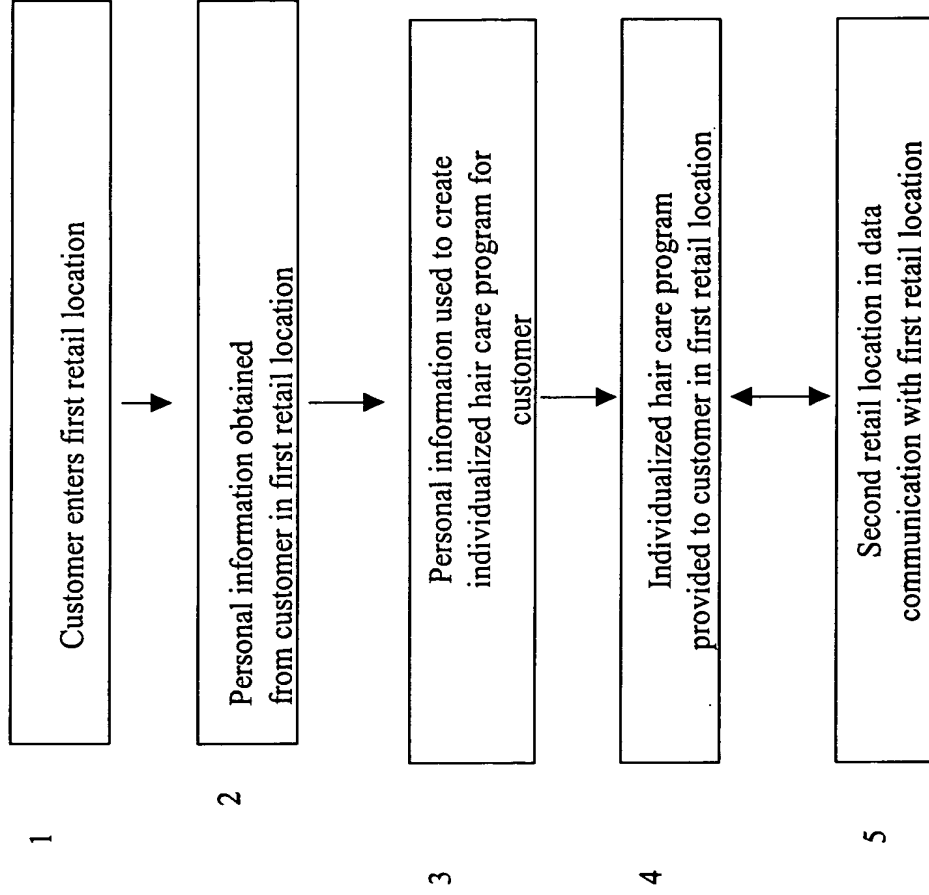 1
Customer enters first retail location
2
Personal information obtained
from customer in first retail location
3
Personal information used to create
individualized hair care program for
customer
4
Individualized hair care program
provided to customer in first retail location
5
Second retail location in data
communication with first retail location